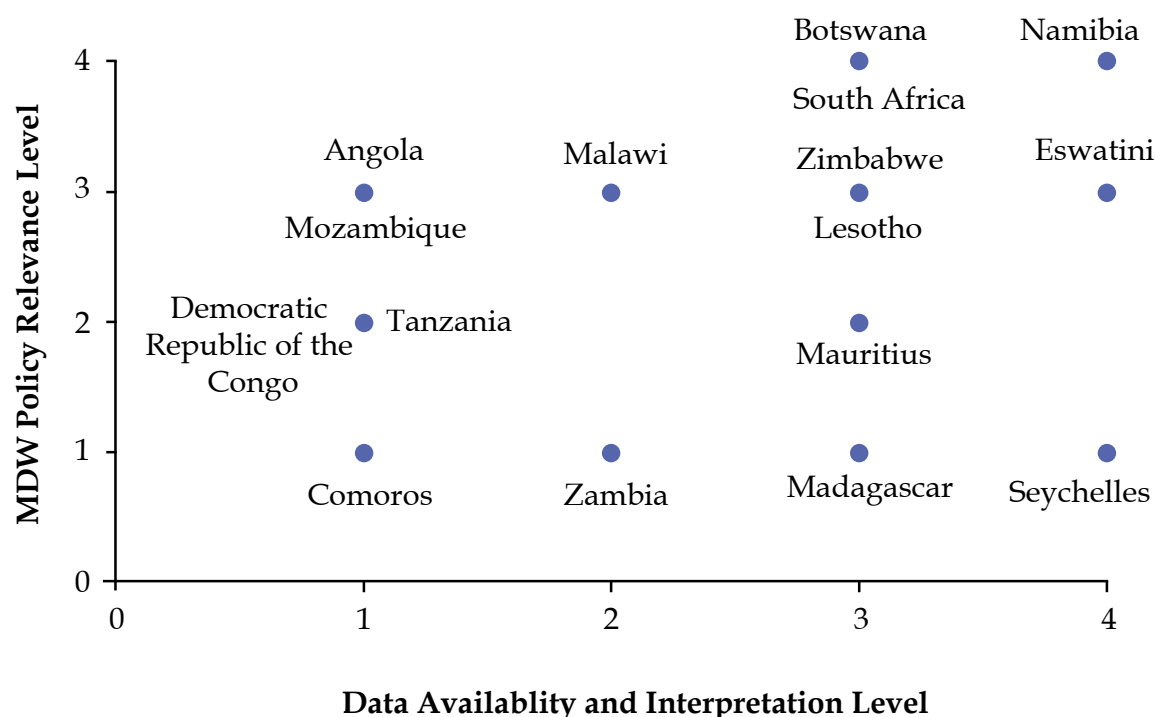 Botswana
Namibia
4
South Africa
Angola
Malawi
Zimbabwe
Eswatini
3
Mozambique
Lesotho
Democratic
Republic of the
Congo
Tanzania
2
Mauritius
1
Comoros
Zambia
Madagascar
Seychelles
0
0
1
2
3
4
MDW Policy Relevance Level
Data Availablity and Interpretation Level